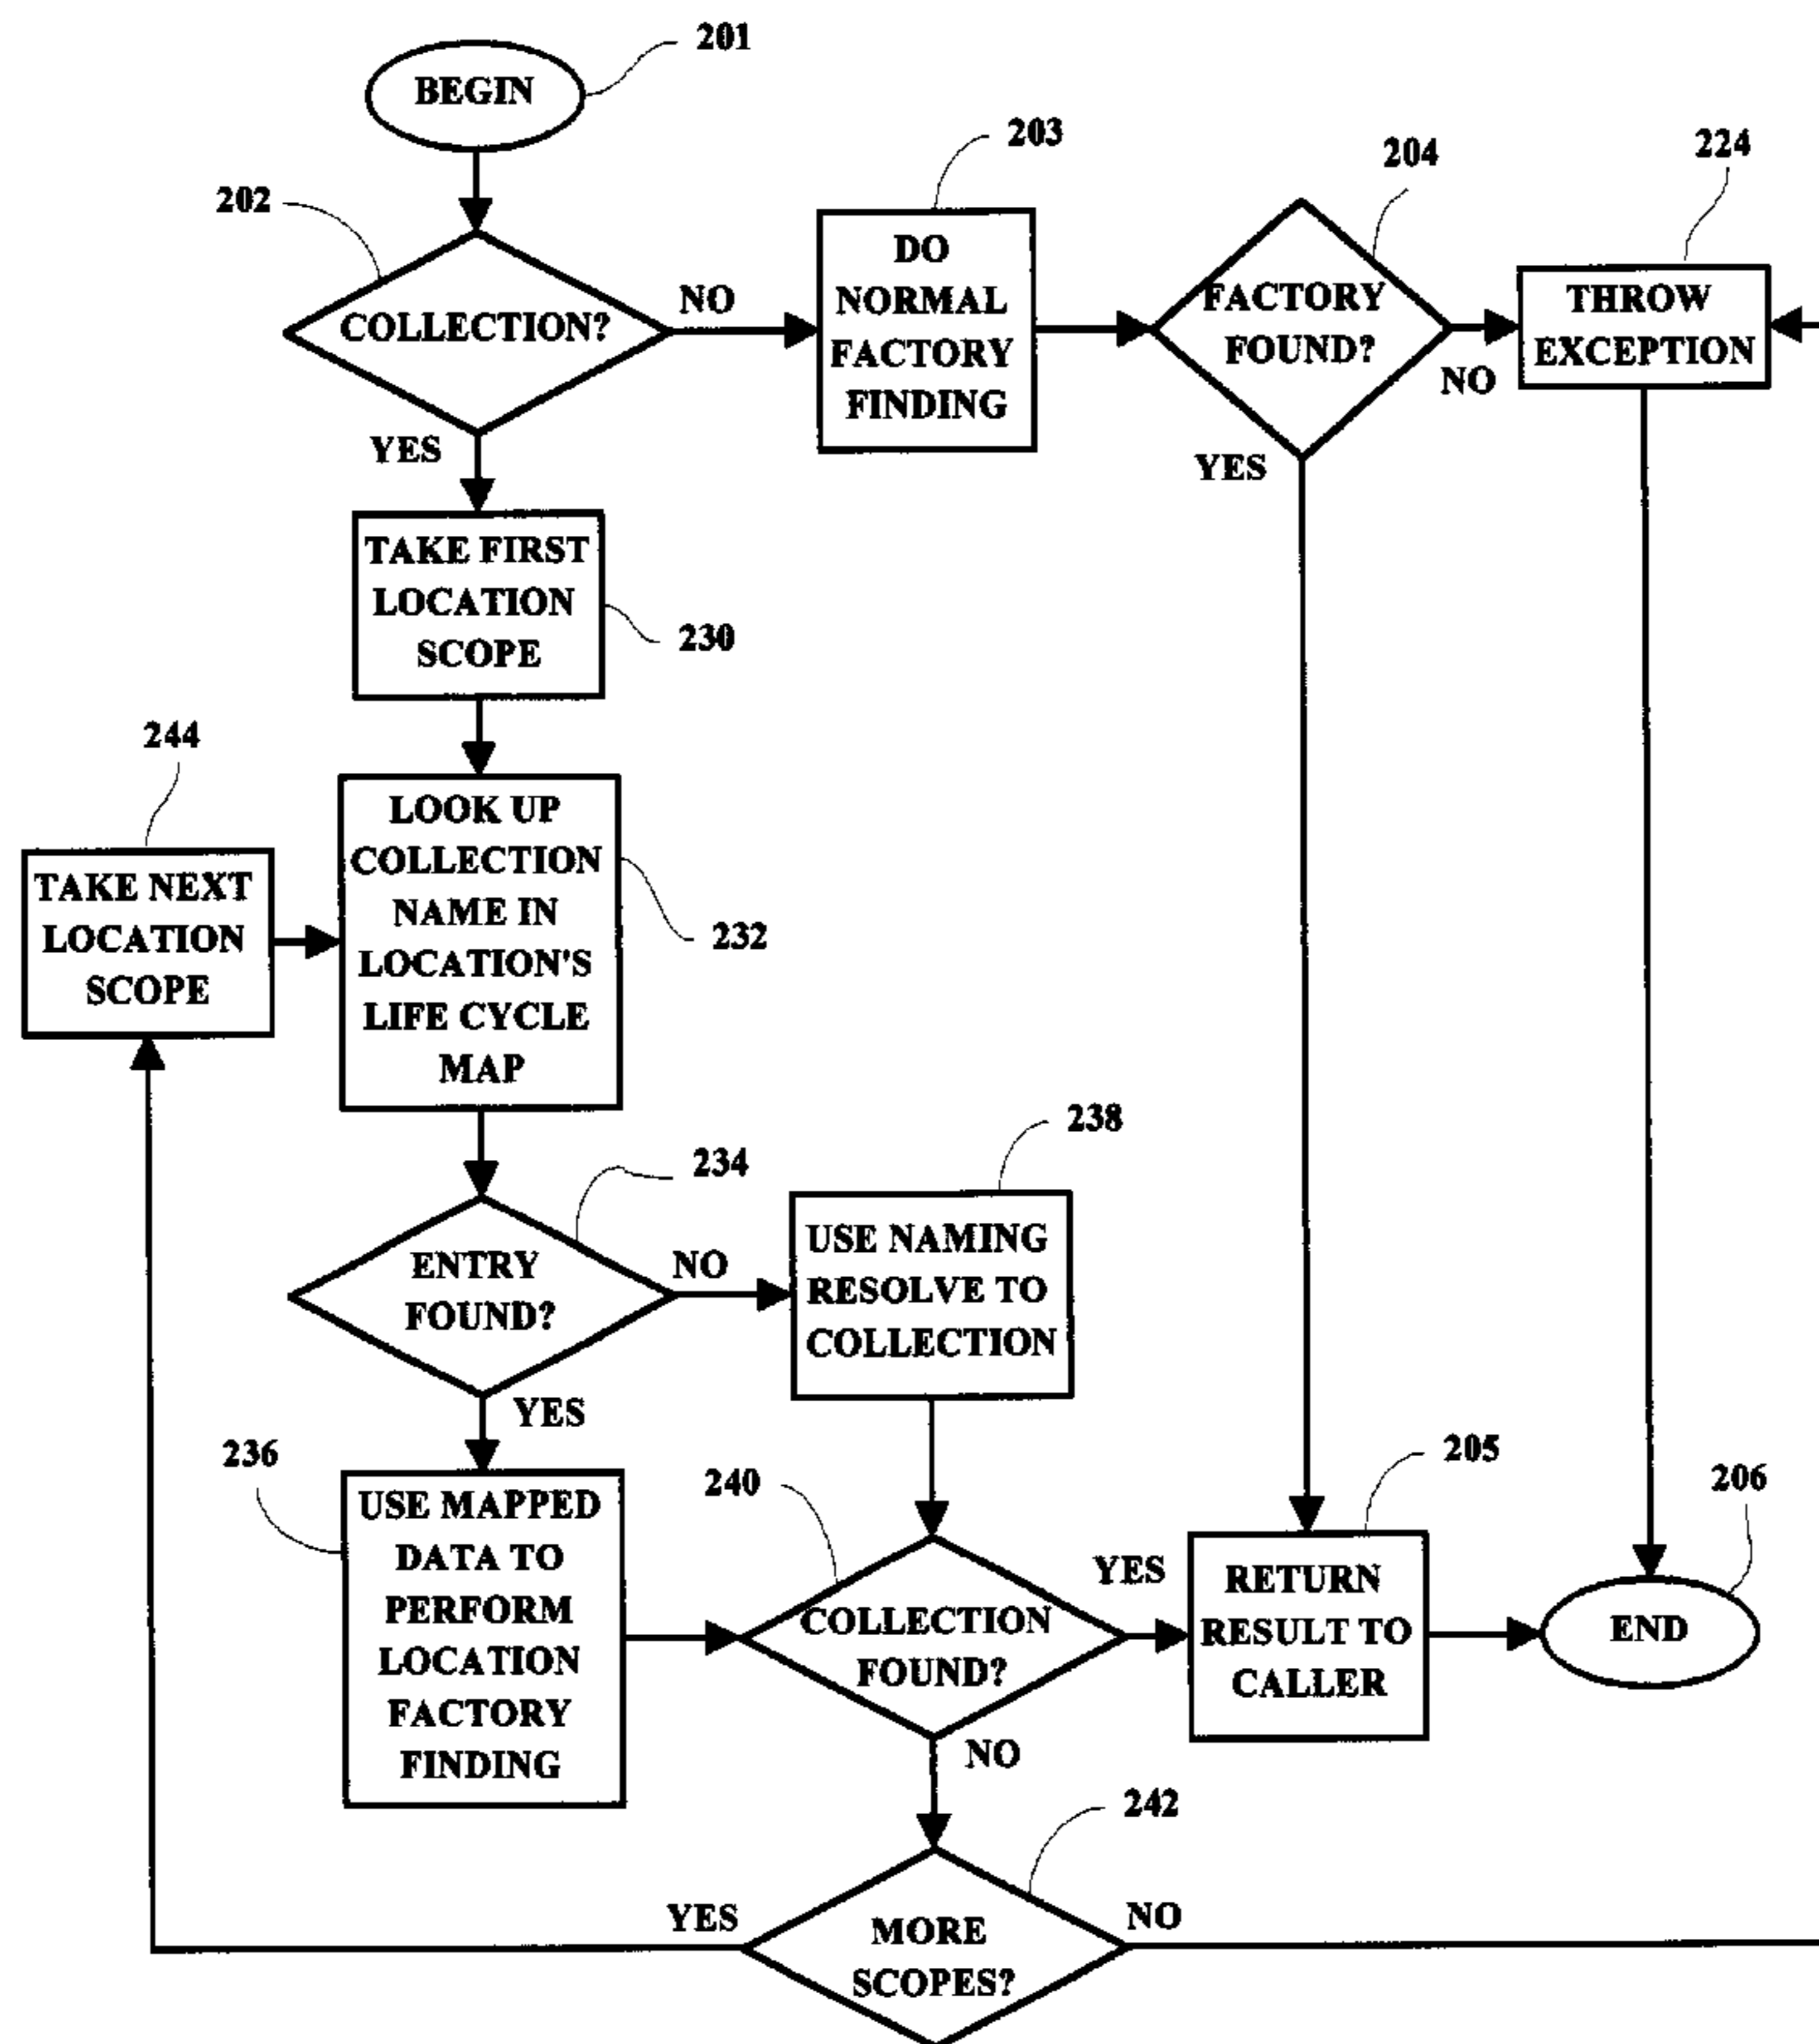 201
BEGIN
202
COLLECTION?
NO
YES
203
DO
NORMAL
FACTORY
FINDING
204
FACTORY
FOUND?
NO
YES
224
THROW
EXCEPTION
TAKE FIRST
LOCATION
SCOPE
230
244
TAKE NEXT
LOCATION
SCOPE
LOOK UP
COLLECTION
NAME IN
LOCATION'S
LIFE CYCLE
MAP
232
234
ENTRY
FOUND?
NO
YES
238
USE NAMING
RESOLVE TO
COLLECTION
236
USE MAPPED
DATA TO
PERFORM
LOCATION
FACTORY
FINDING
240
COLLECTION
FOUND?
YES
NO
205
RETURN
RESULT TO
CALLER
206
END
242
MORE
SCOPES?
YES
NO